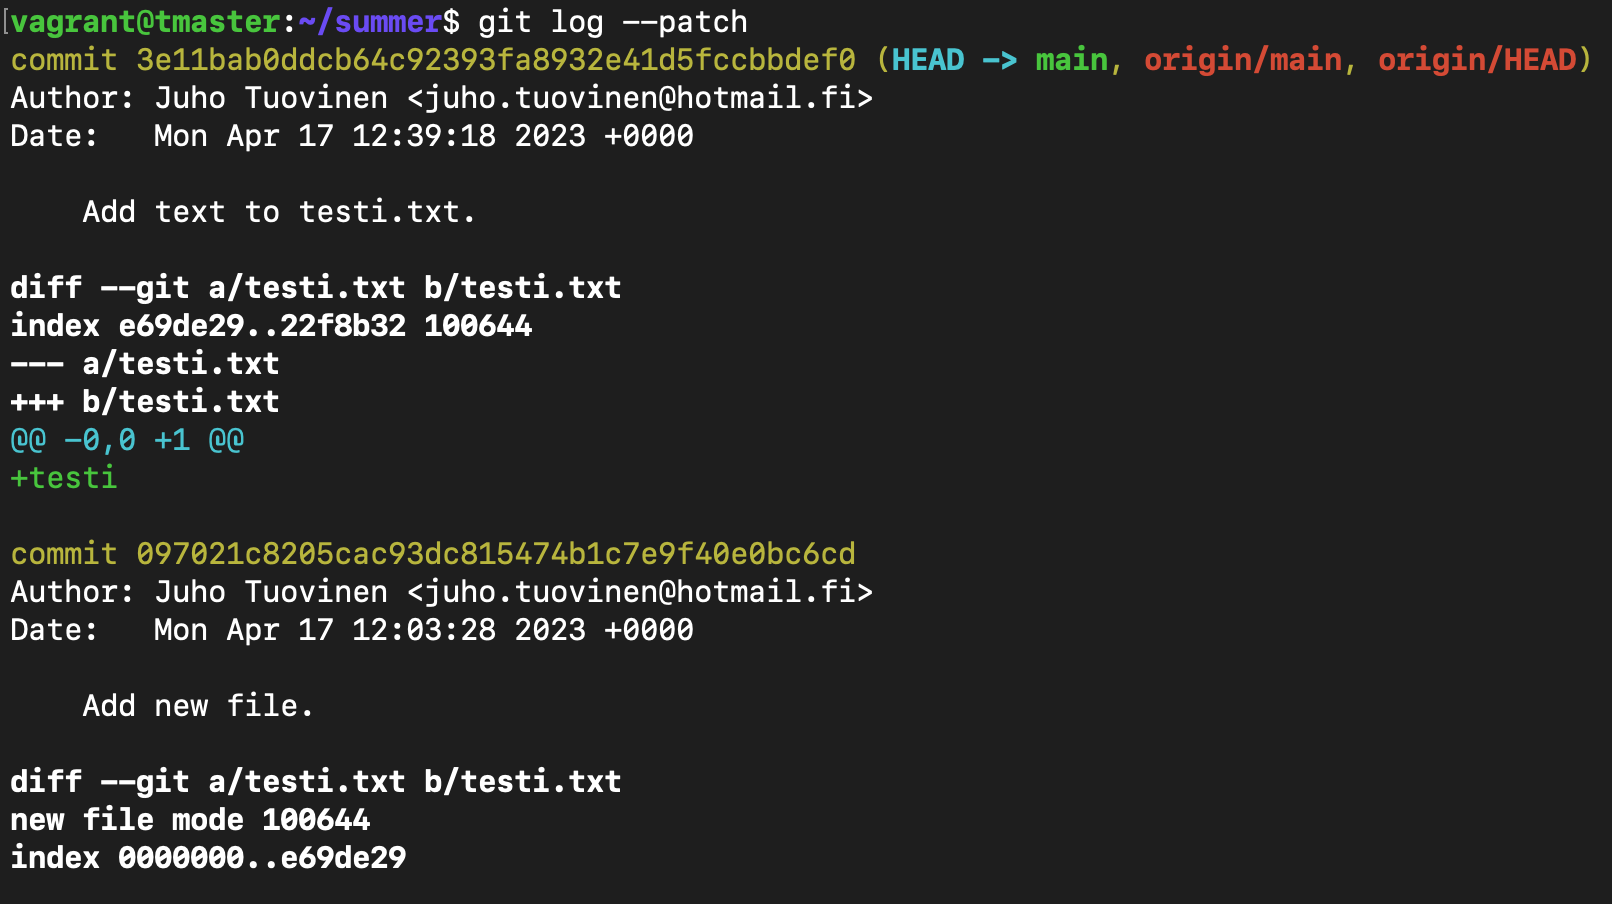 [vagrant@tmaster:~/summer$ git log --patch
commit 3e11bab0ddcb64c92393fa8932e41d5fccbbdef0 (HEAD -> main, origin/main, origin/HEAD)
Author: Juho Tuovinen <juho.tuovinen@hotmail.fi>
Date:   Mon Apr 17 12:39:18 2023 +0000

    Add text to testi.txt.

diff --git a/testi.txt b/testi.txt
index e69de29..22f8b32 100644
--- a/testi.txt
+++ b/testi.txt
@@ -0,0 +1 @@
+testi

commit 097021c8205cac93dc815474b1c7e9f40e0bc6cd
Author: Juho Tuovinen <juho.tuovinen@hotmail.fi>
Date:   Mon Apr 17 12:03:28 2023 +0000

    Add new file.

diff --git a/testi.txt b/testi.txt
new file mode 100644
index 0000000..e69de29